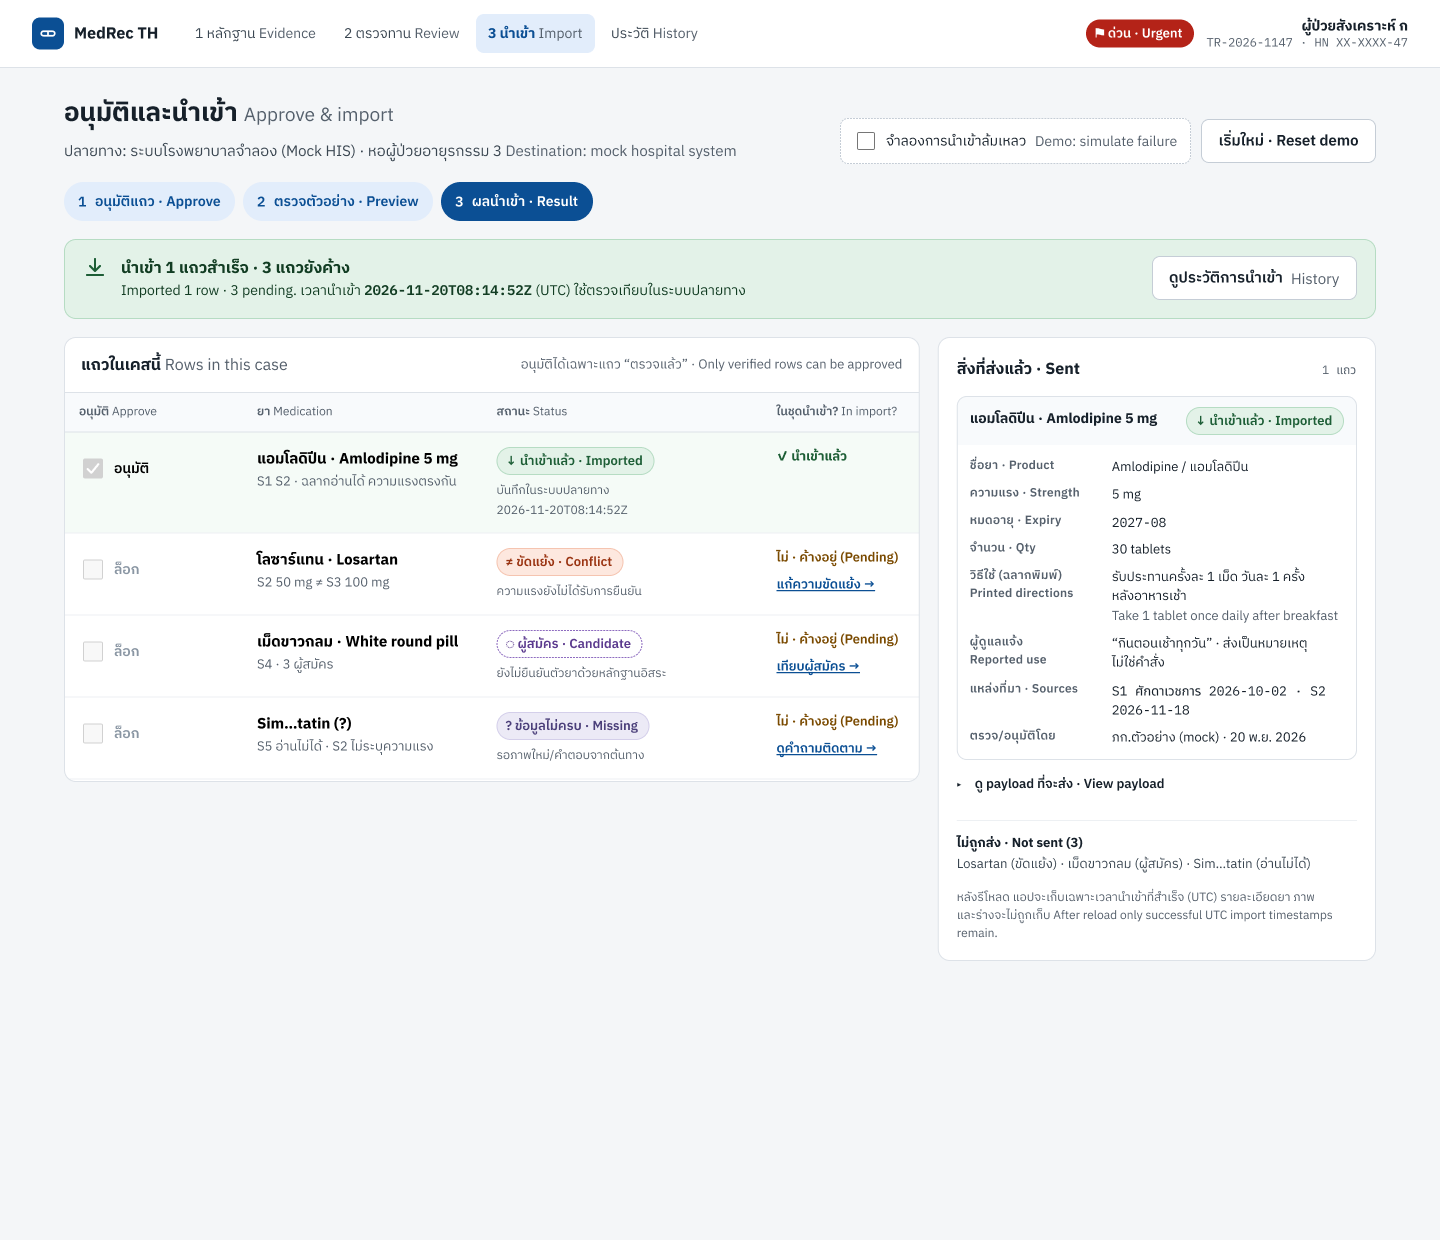 MedRec TH
1 หลักฐาน Evidence
2 ตรวจทาน Review
3 นำเข้า Import
ประวัติ History
⚑ ด่วน · Urgent
ผู้ป่วยสังเคราะห์ ก
TR-2026-1147 · HN XX-XXXX-47
อนุมัติและนำเข้า Approve & import
ปลายทาง: ระบบโรงพยาบาลจำลอง (Mock HIS) · หอผู้ป่วยอายุรกรรม 3 Destination: mock hospital system
จำลองการนำเข้าล้มเหลว Demo: simulate failure
เริ่มใหม่ · Reset demo
1 อนุมัติแถว · Approve
2 ตรวจตัวอย่าง · Preview
3 ผลนำเข้า · Result
นำเข้า 1 แถวสำเร็จ · 3 แถวยังค้าง
Imported 1 row · 3 pending. เวลานำเข้า 2026-11-20T08:14:52Z (UTC) ใช้ตรวจเทียบในระบบปลายทาง
ดูประวัติการนำเข้า History
แถวในเคสนี้ Rows in this case
อนุมัติได้เฉพาะแถว “ตรวจแล้ว” · Only verified rows can be approved
อนุมัติ Approve
ยา Medication
สถานะ Status
ในชุดนำเข้า? In import?
อนุมัติ
แอมโลดิปีน · Amlodipine 5 mg
S1 S2 · ฉลากอ่านได้ ความแรงตรงกัน
↓ นำเข้าแล้ว · Imported
บันทึกในระบบปลายทาง
2026-11-20T08:14:52Z
✓ นำเข้าแล้ว
ล็อก
โลซาร์แทน · Losartan
S2 50 mg ≠ S3 100 mg
≠ ขัดแย้ง · Conflict
ความแรงยังไม่ได้รับการยืนยัน
ไม่ · ค้างอยู่ (Pending)
แก้ความขัดแย้ง →
ล็อก
เม็ดขาวกลม · White round pill
S4 · 3 ผู้สมัคร
◌ ผู้สมัคร · Candidate
ยังไม่ยืนยันตัวยาด้วยหลักฐานอิสระ
ไม่ · ค้างอยู่ (Pending)
เทียบผู้สมัคร →
ล็อก
Sim…tatin (?)
S5 อ่านไม่ได้ · S2 ไม่ระบุความแรง
? ข้อมูลไม่ครบ · Missing
รอภาพใหม่/คำตอบจากต้นทาง
ไม่ · ค้างอยู่ (Pending)
ดูคำถามติดตาม →
สิ่งที่ส่งแล้ว · Sent
1 แถว
แอมโลดิปีน · Amlodipine 5 mg
↓ นำเข้าแล้ว · Imported
ชื่อยา · Product
Amlodipine / แอมโลดิปีน
ความแรง · Strength
5 mg
หมดอายุ · Expiry
2027-08
จำนวน · Qty
30 tablets
วิธีใช้ (ฉลากพิมพ์)
Printed directions
รับประทานครั้งละ 1 เม็ด วันละ 1 ครั้ง
หลังอาหารเช้า
Take 1 tablet once daily after breakfast
ผู้ดูแลแจ้ง
Reported use
“กินตอนเช้าทุกวัน” · ส่งเป็นหมายเหตุ
ไม่ใช่คำสั่ง
แหล่งที่มา · Sources
S1 ศักดาเวชการ 2026-10-02 · S2
2026-11-18
ตรวจ/อนุมัติโดย
ภก.ตัวอย่าง (mock) · 20 พ.ย. 2026
▸ ดู payload ที่จะส่ง · View payload
ไม่ถูกส่ง · Not sent (3)
Losartan (ขัดแย้ง) · เม็ดขาวกลม (ผู้สมัคร) · Sim…tatin (อ่านไม่ได้)
หลังรีโหลด แอปจะเก็บเฉพาะเวลานำเข้าที่สำเร็จ (UTC) รายละเอียดยา ภาพ
และร่างจะไม่ถูกเก็บ After reload only successful UTC import timestamps
remain.